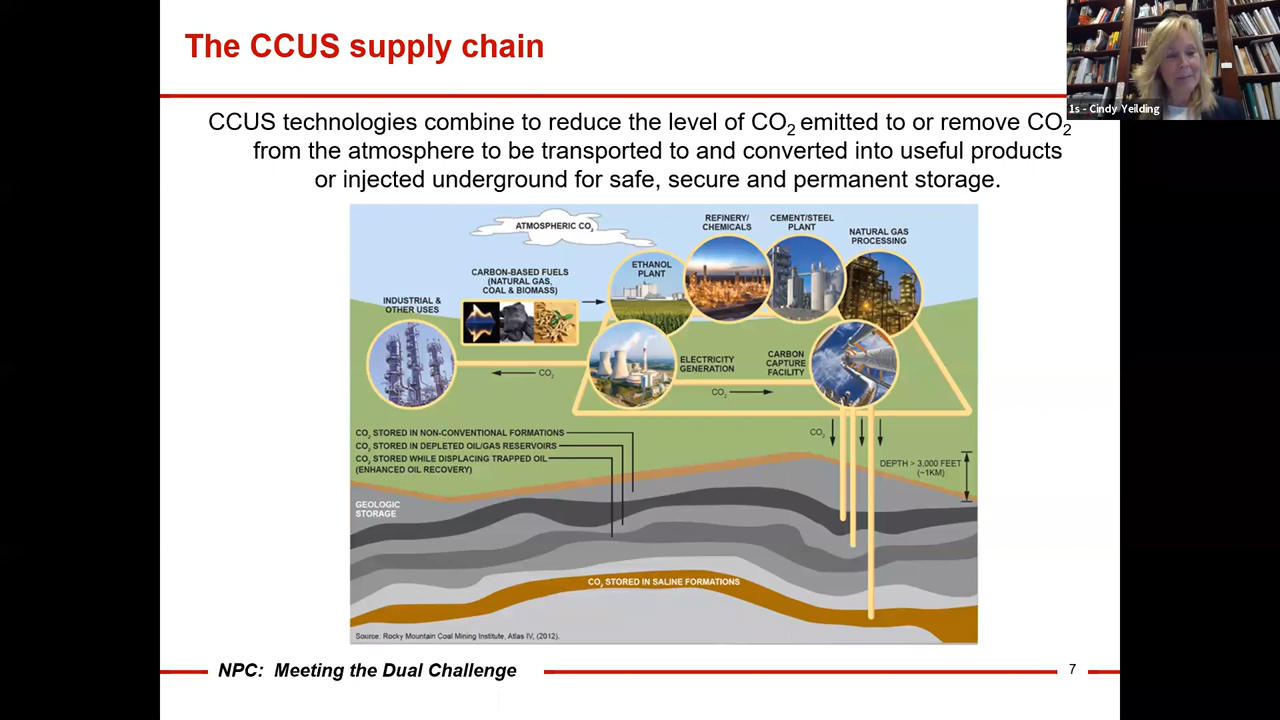 The CCUS supply chain
1s - Cindy Yeilding
CCUS technologies combine to reduce the level of CO2 emitted to or remove CO2
from the atmosphere to be transported to and converted into useful products
or injected underground for safe, secure and permanent storage.
ATMOSPHERIC CO2
REFINERY/
CHEMICALS
CEMENT/STEEL
PLANT
NATURAL GAS
PROCESSING
ETHANOL
PLANT
CARBON-BASED FUELS
(NATURAL GAS,
COAL & BIOMASS)
INDUSTRIAL &
OTHER USES
ELECTRICITY
GENERATION
CARBON
CAPTURE
FACILITY
CO2
CO2
CO2
CO2 STORED IN NON-CONVENTIONAL FORMATIONS
CO2 STORED IN DEPLETED OIL/GAS RESERVOIRS
CO2 STORED WHILE DISPLACING TRAPPED OIL
(ENHANCED OIL RECOVERY)
DEPTH > 3,000 FEET
(~1KM)
GEOLOGIC
STORAGE
CO2 STORED IN SALINE FORMATIONS
Source: Rocky Mountain Coal Mining Institute, Atlas IV, (2012).
NPC: Meeting the Dual Challenge
7